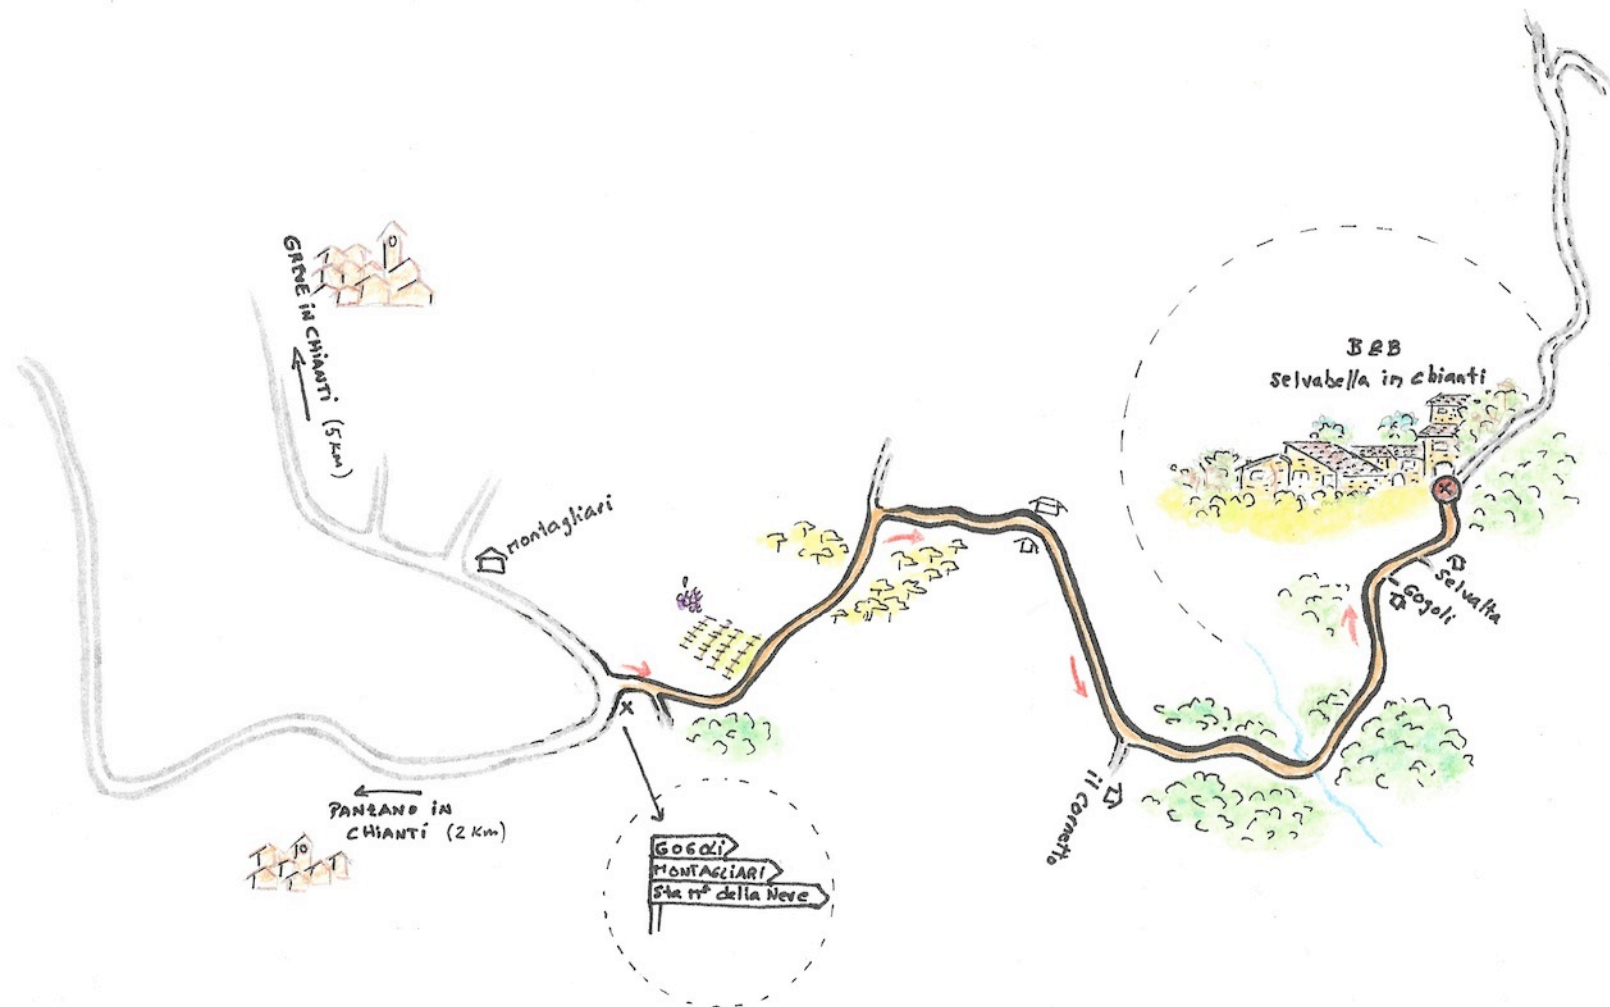 GREVE IN CHIANTI (5 Km)
Montagliari
B&B
Selvabella in chianti
Selvalta
Gogoli
il Cornetto
PANZANO IN
CHIANTI (2 Km)
GOGOLI
MONTAGLIARI
Sta Mª della Neve